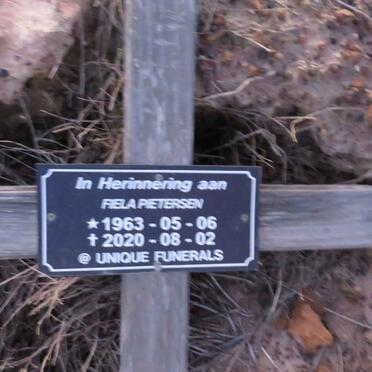 In Herinnering aan
FIELA PIETERSEN
★1963 - 05 - 06
✝2020 - 08 - 02
@ UNIQUE FUNERALS